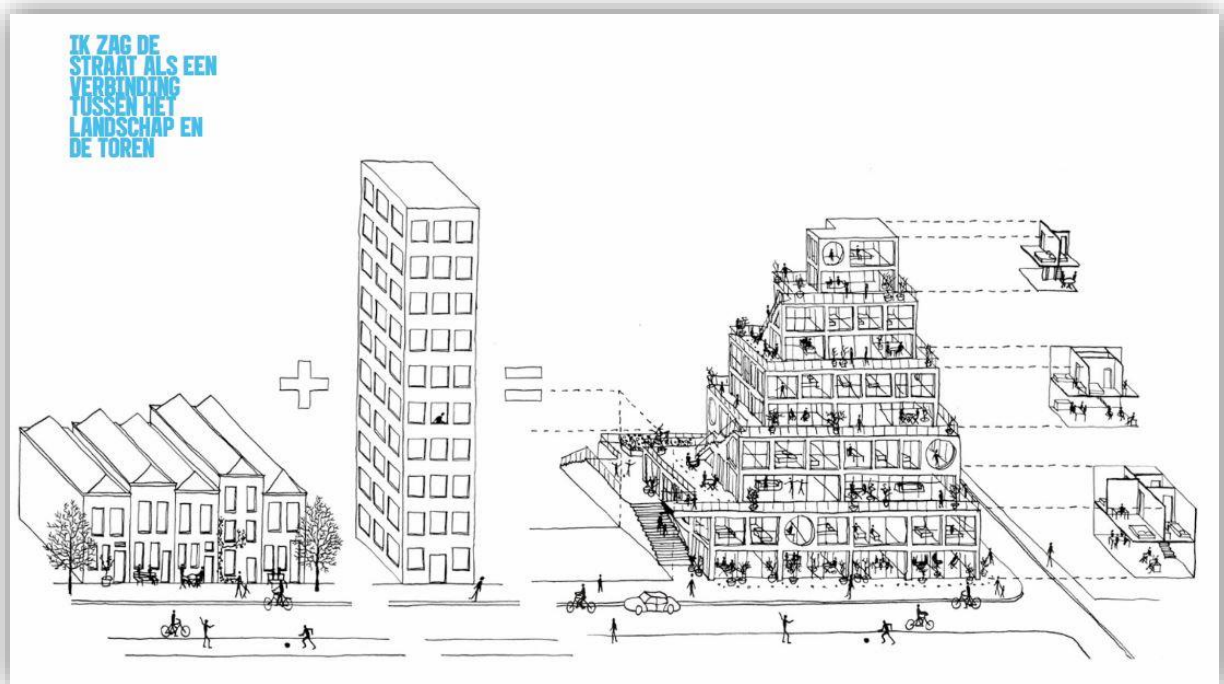 IK ZAG DE
STRAAT ALS EEN
VERBINDING
TUSSEN HET
LANDSCHAP EN
DE TOREN